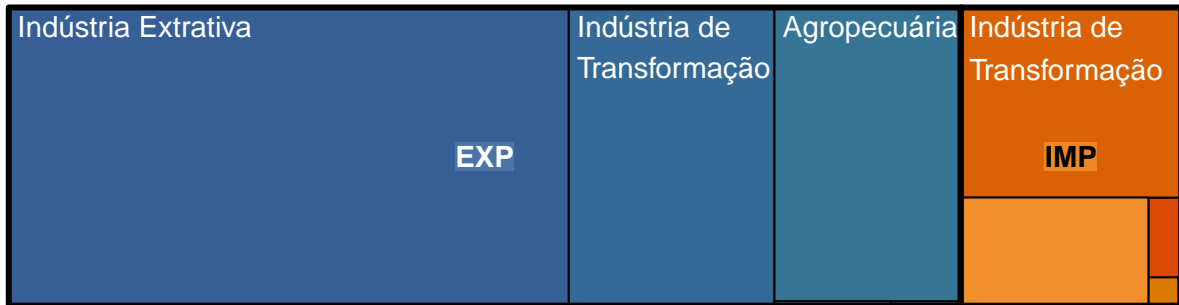 Indústria Extrativa
Indústria de
Transformação
Agropecuária
Indústria de
Transformação
EXP
IMP